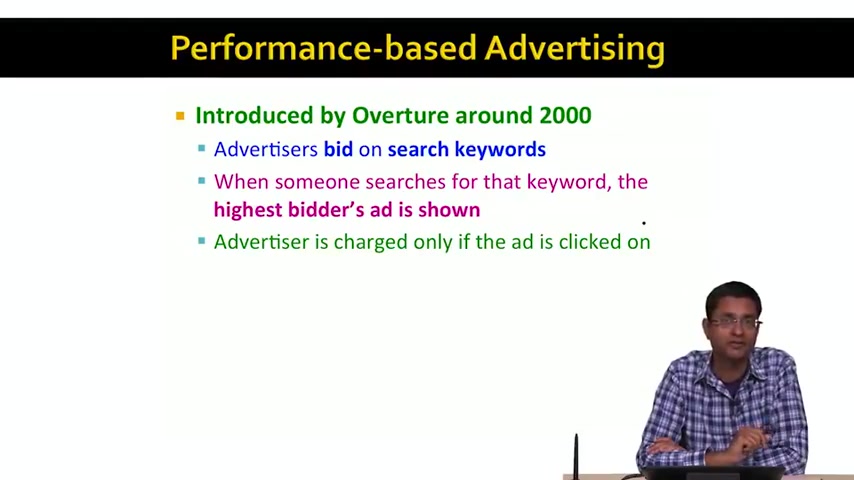 Performance-based Advertising
Introduced by Overture around 2000
Advertisers bid on search keywords
When someone searches for that keyword, the
highest bidder's ad is shown
Advertiser is charged only if the ad is clicked on